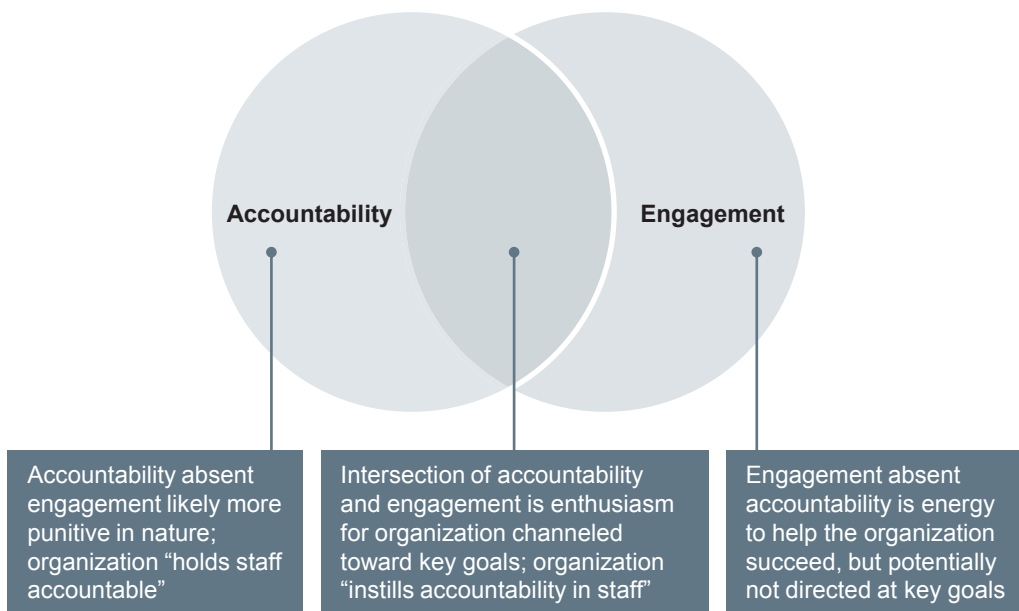 Accountability
Engagement
Accountability absent
engagement likely more
punitive in nature;
organization “holds staff
accountable”
Intersection of accountability
and engagement is enthusiasm
for organization channeled
toward key goals; organization
“instills accountability in staff”
Engagement absent
accountability is energy
to help the organization
succeed, but potentially
not directed at key goals